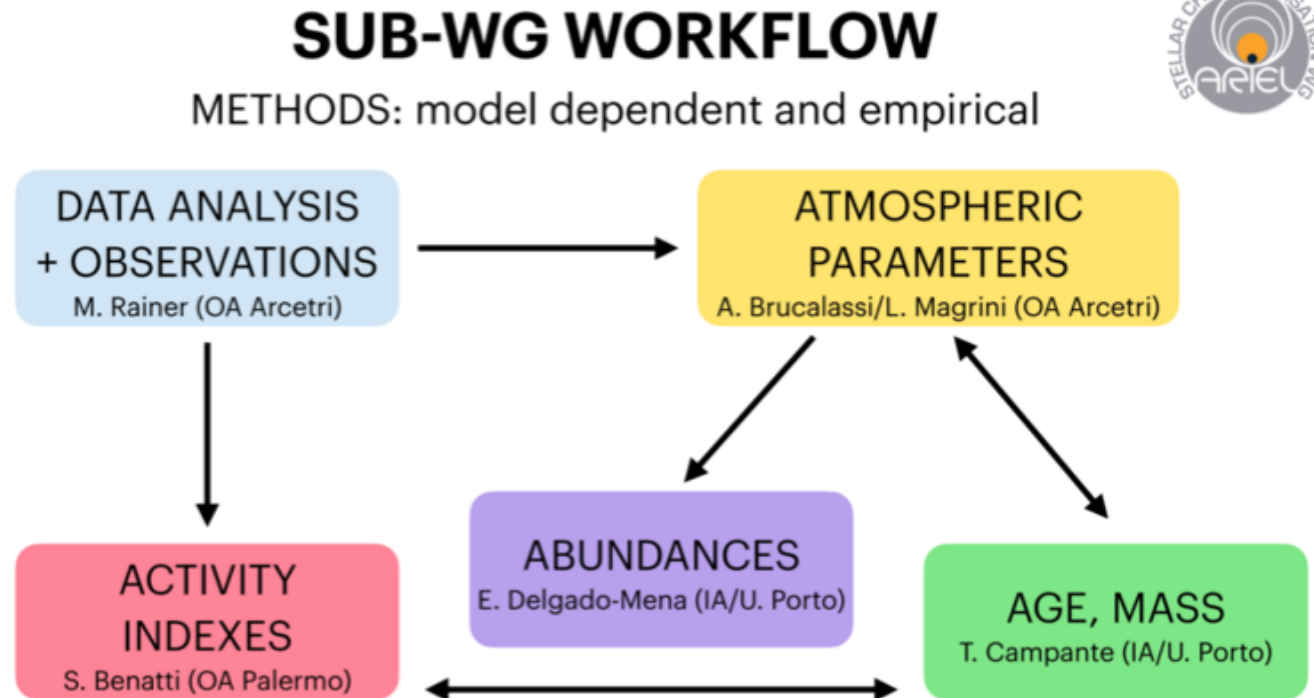 SUB-WG WORKFLOW
METHODS: model dependent and empirical
ARIEL
DATA ANALYSIS
+ OBSERVATIONS
M. Rainer (OA Arcetri)
ATMOSPHERIC
PARAMETERS
A. Brucalassi/L. Magrini (OA Arcetri)
ABUNDANCES
E. Delgado-Mena (IA/U. Porto)
ACTIVITY
INDEXES
S. Benatti (OA Palermo)
AGE, MASS
T. Campante (IA/U. Porto)